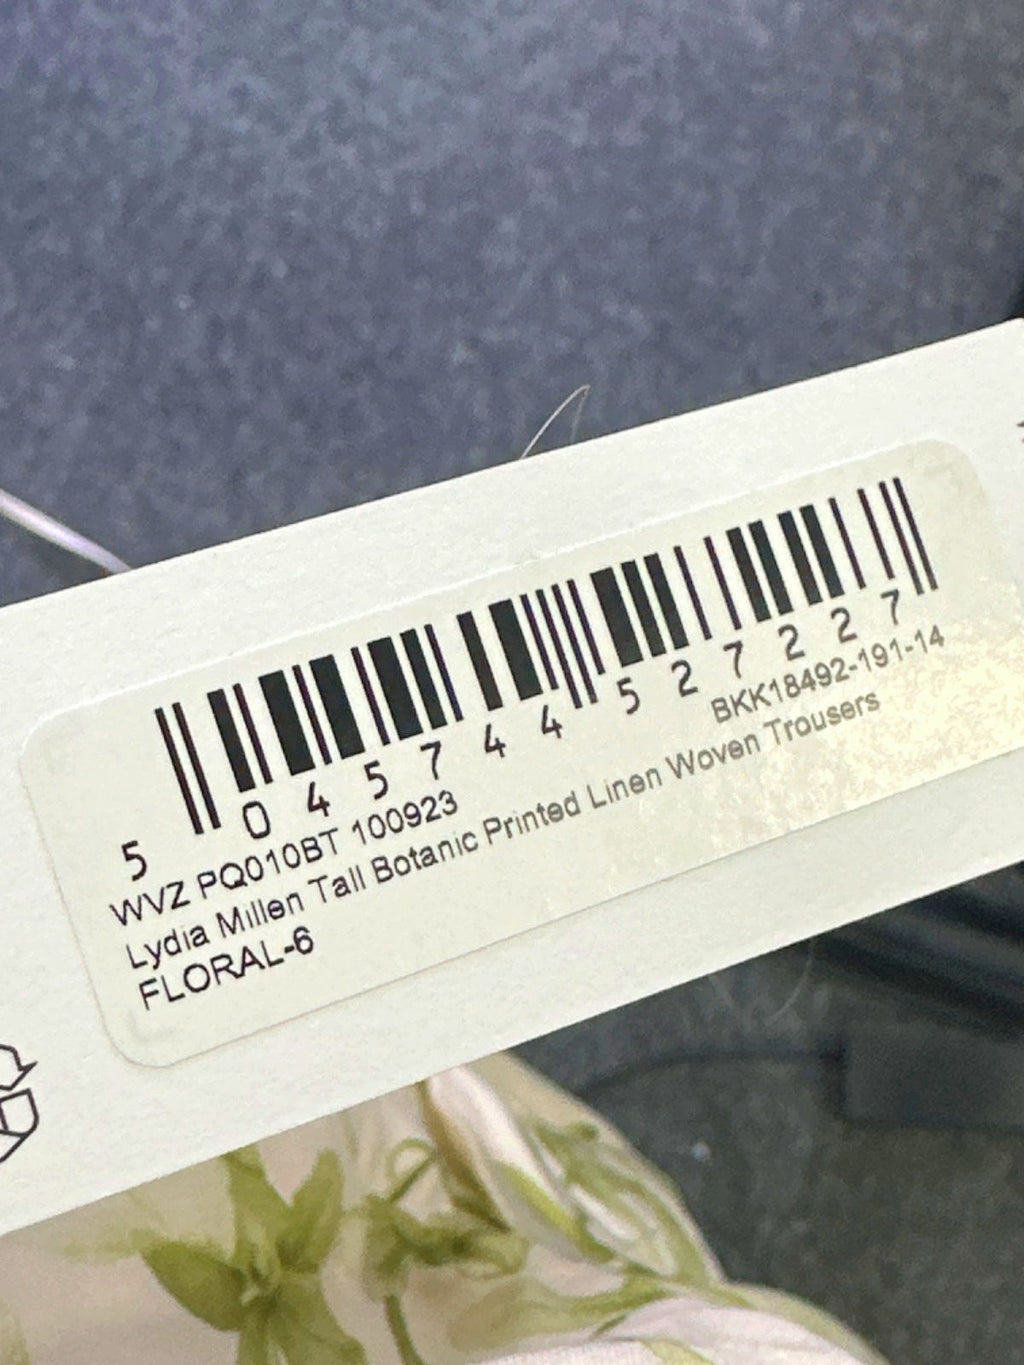 5 045744 527227
WVZ PQ010BT 100923 BKK18492-191-14
Lydia Millen Tall Botanic Printed Linen Woven Trousers
FLORAL-6